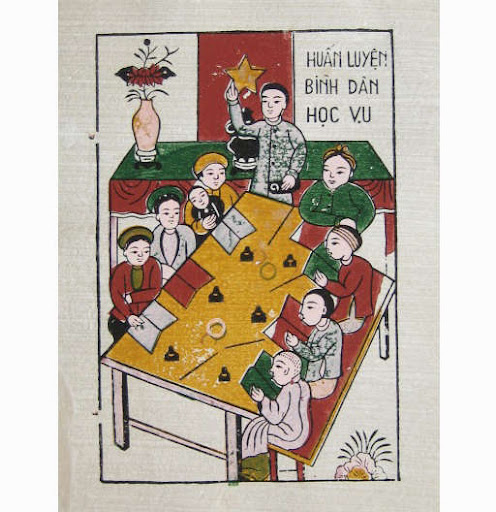 HUẤN LUYỆN
BÌNH DÂN
HỌC VỤ